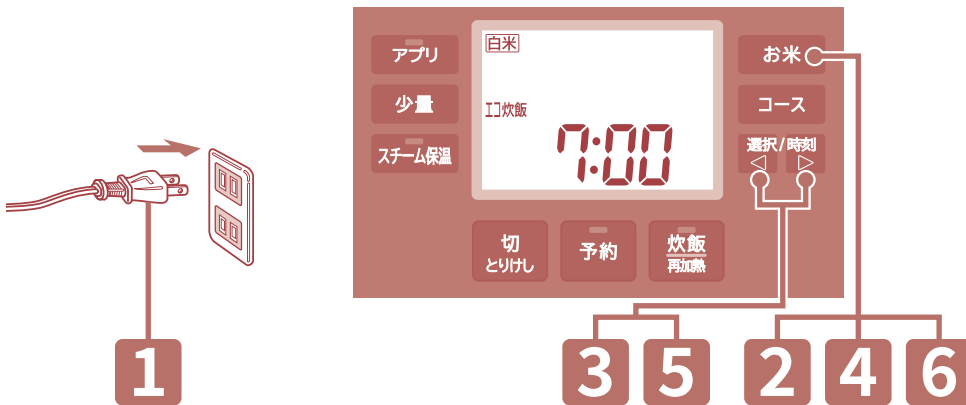 アプリ
少量
スチーム保温
白米
エコ炊飯
7:00
お米
コース
選択/時刻
切
とりけし
予約
炊飯
再加熱
1
3
5
2
4
6